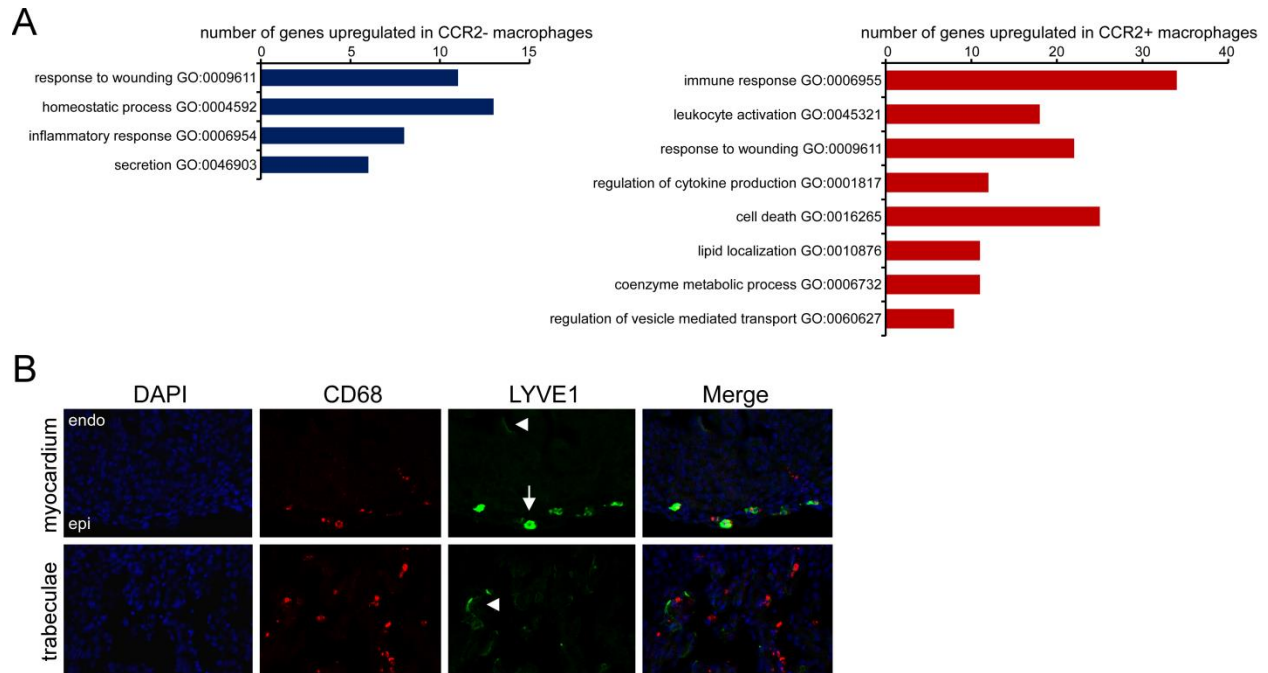 A
number of genes upregulated in CCR2- macrophages
0 5 10 15
response to wounding GO:0009611
homeostatic process GO:0004592
inflammatory response GO:0006954
secretion GO:0046903
number of genes upregulated in CCR2+ macrophages
0 10 20 30 40
immune response GO:0006955
leukocyte activation GO:0045321
response to wounding GO:0009611
regulation of cytokine production GO:0001817
cell death GO:0016265
lipid localization GO:0010876
coenzyme metabolic process GO:0006732
regulation of vesicle mediated transport GO:0060627
B
DAPI CD68 LYVE1 Merge
myocardium
endo
epi
trabeculae